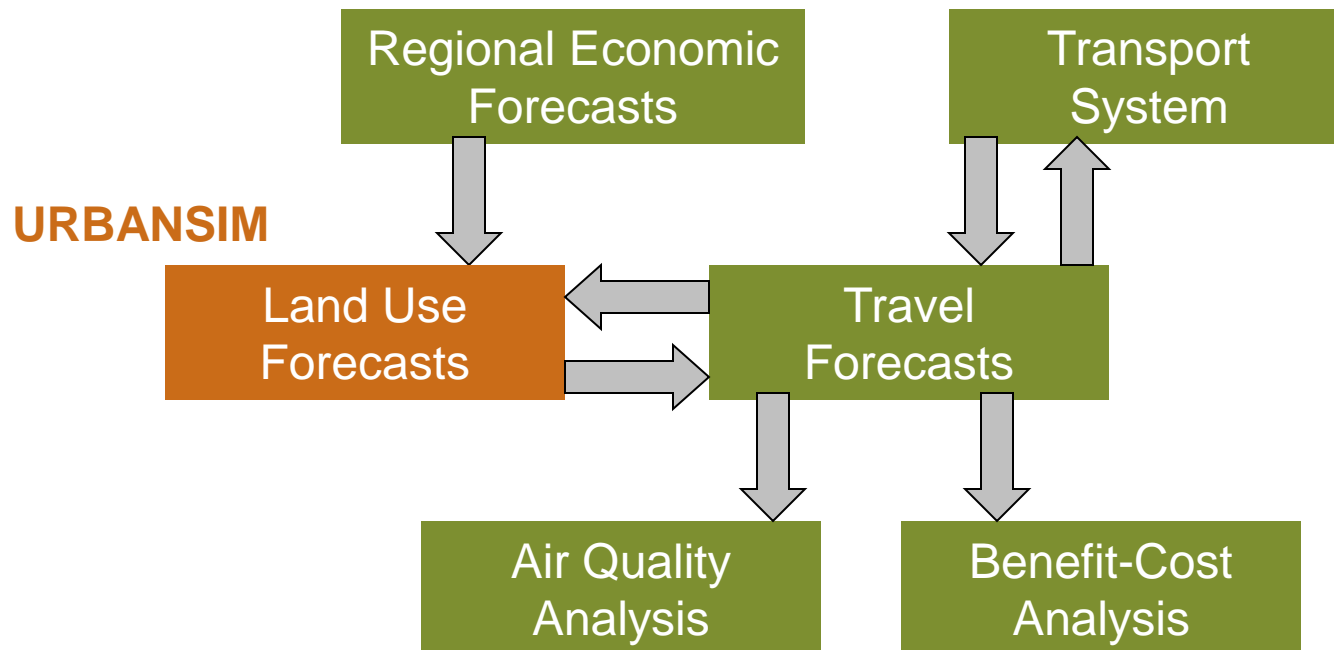 Regional Economic
Forecasts
Transport
System
URBANSIM
Land Use
Forecasts
Travel
Forecasts
Air Quality
Analysis
Benefit-Cost
Analysis